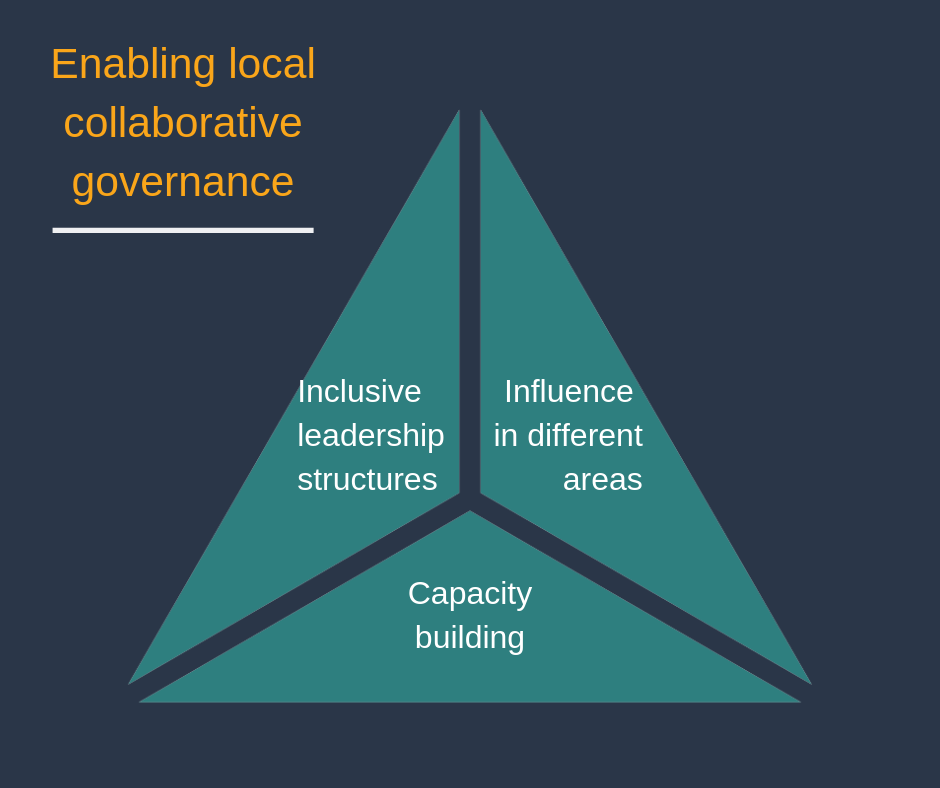 Enabling local
collaborative
governance
Inclusive
leadership
structures
Influence
in different
areas
Capacity
building